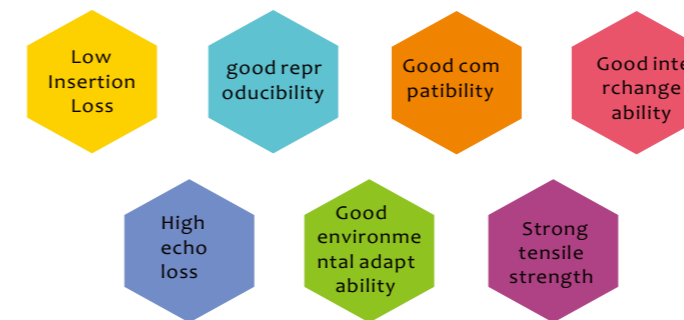 Low
Insertion
Loss
good repr
oducibility
Good com
patibility
Good inte
rchange
ability
High
echo
loss
Good
environme
ntal adapt
ability
Strong
tensile
strength